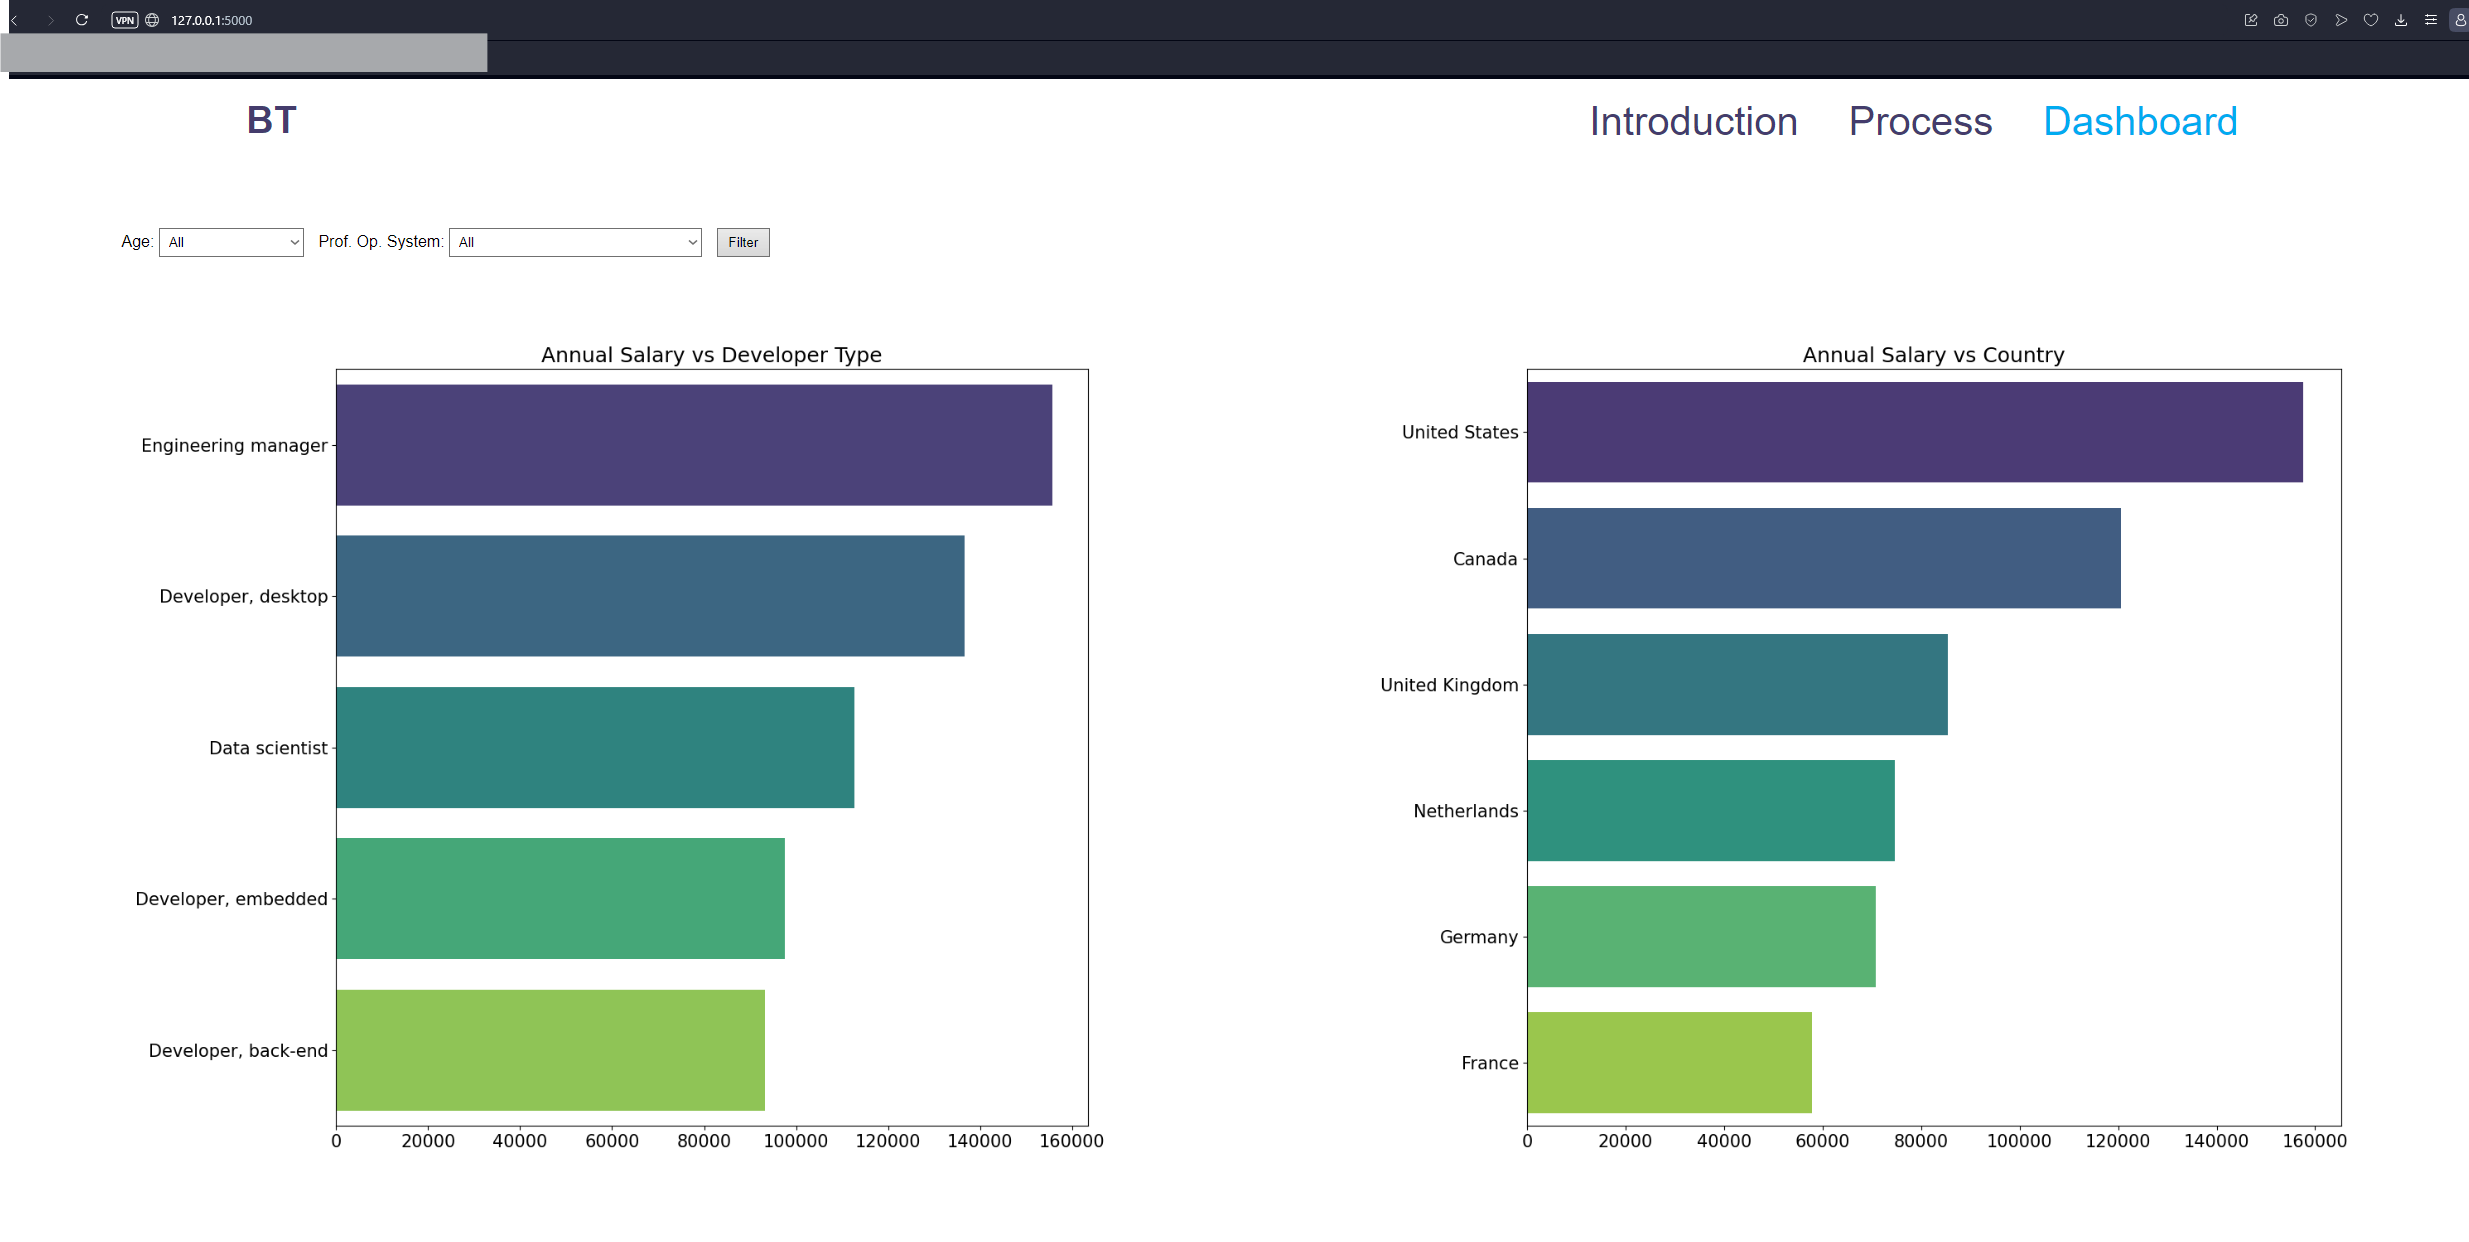 VPN 127.0.0.1:5000
BT Introduction Process Dashboard
Age: All Prof. Op. System: All Filter
Annual Salary vs Developer Type
Engineering manager
Developer, desktop
Data scientist
Developer, embedded
Developer, back-end
0 20000 40000 60000 80000 100000 120000 140000 160000
Annual Salary vs Country
United States
Canada
United Kingdom
Netherlands
Germany
France
0 20000 40000 60000 80000 100000 120000 140000 160000